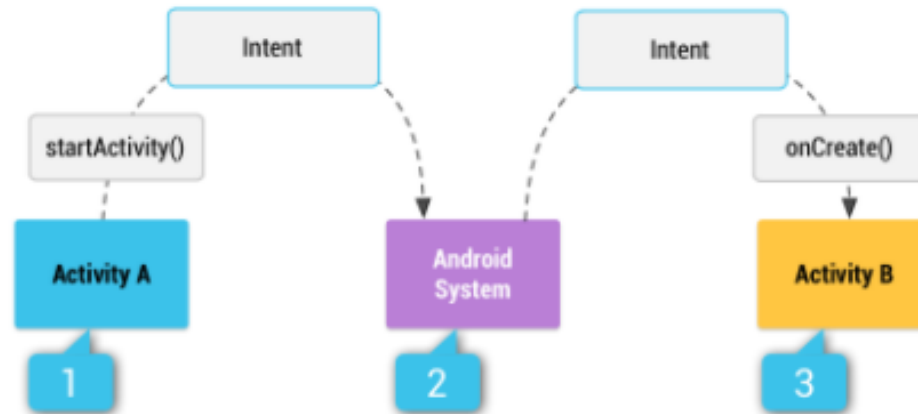 Intent
Intent
startActivity()
onCreate()
Activity A
Android
System
Activity B
1
2
3